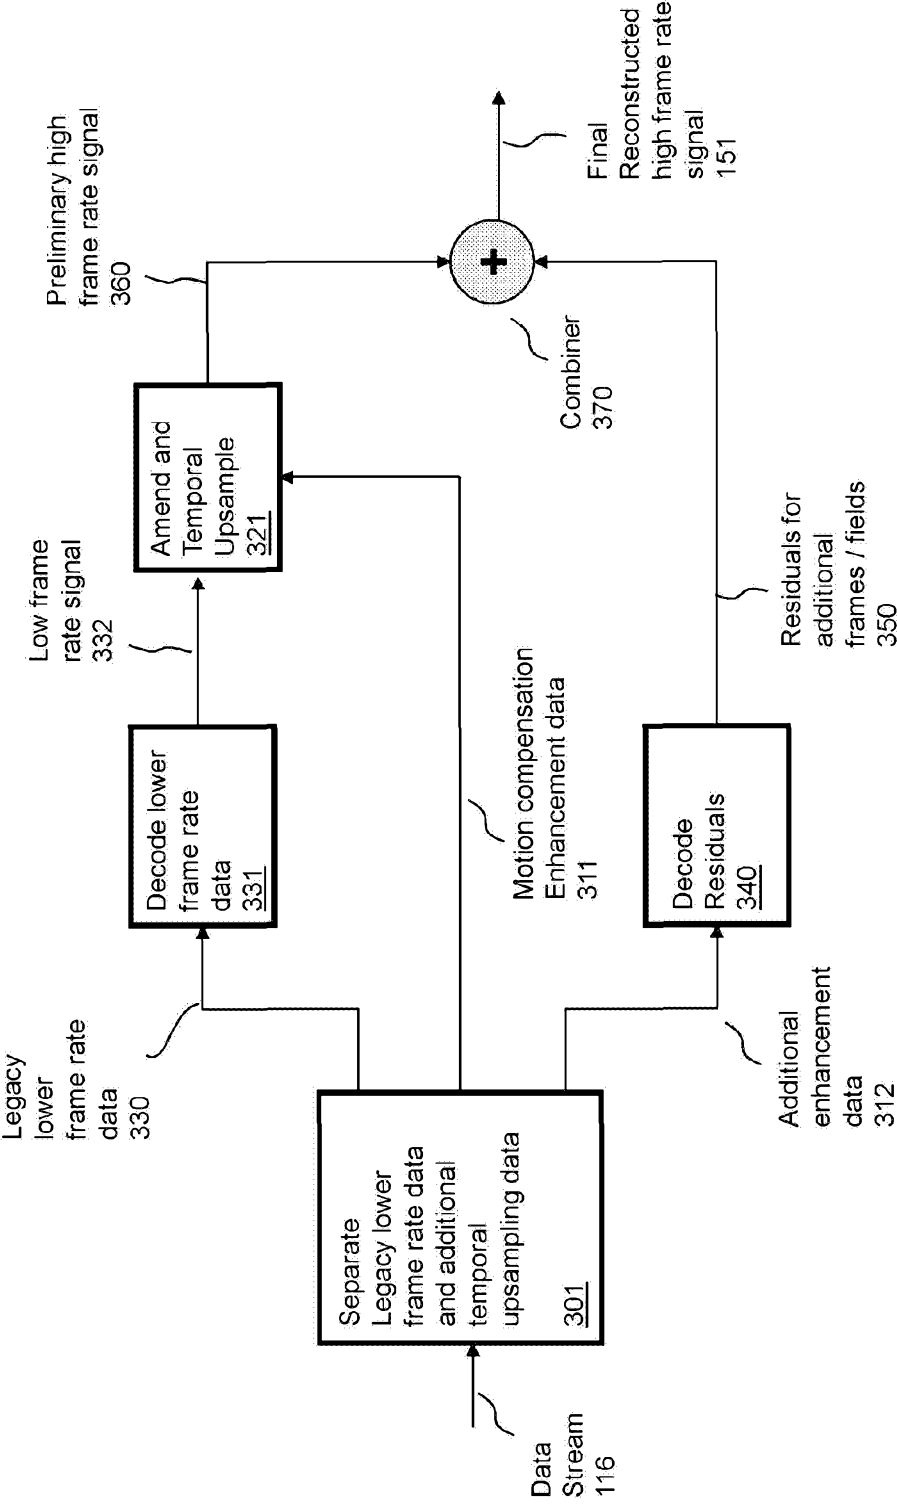 Data
Stream
116
Separate
Legacy lower
frame rate data
and additional
temporal
upsampling data
301
Legacy
lower
frame rate
data
330
Decode lower
frame rate
data
331
Low frame
rate signal
332
Amend and
Temporal
Upsample
321
Preliminary high
frame rate signal
360
Motion compensation
Enhancement data
311
Additional
enhancement
data
312
Decode
Residuals
340
Residuals for
additional
frames / fields
350
Combiner
370
+
Final
Reconstructed
high frame rate
signal
151